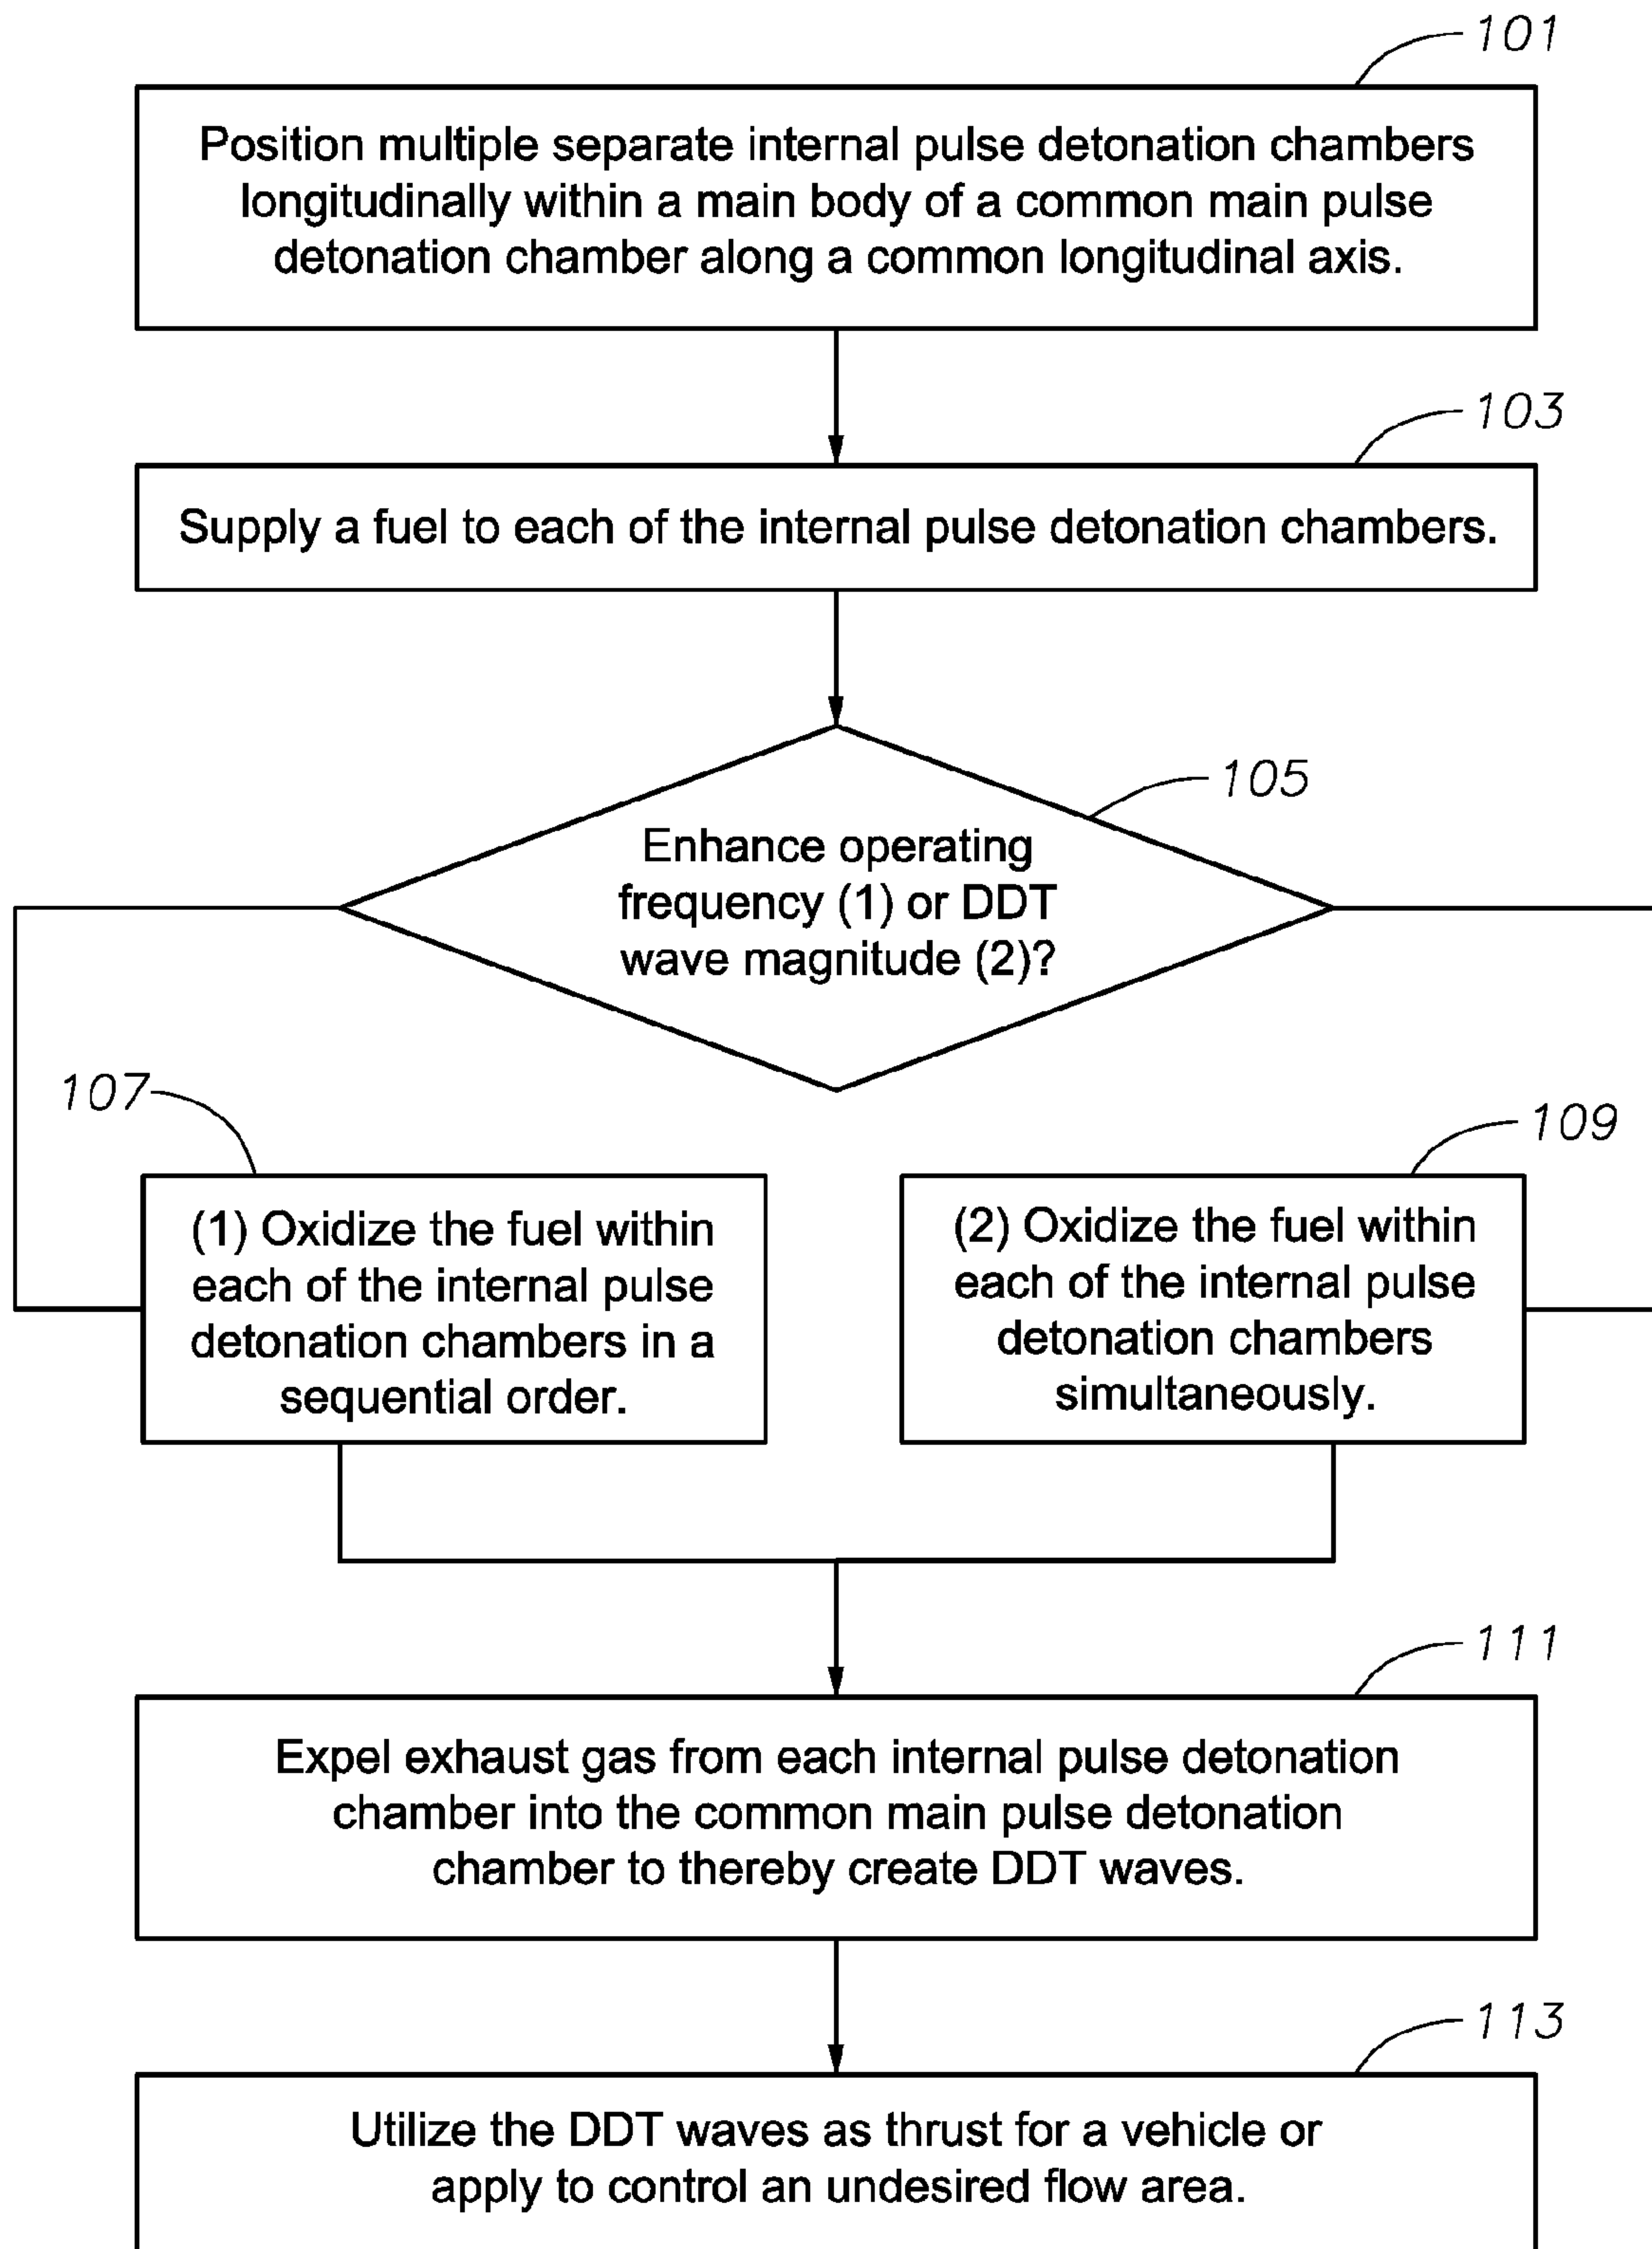 101
Position multiple separate internal pulse detonation chambers
longitudinally within a main body of a common main pulse
detonation chamber along a common longitudinal axis.
103
Supply a fuel to each of the internal pulse detonation chambers.
105
Enhance operating
frequency (1) or DDT
wave magnitude (2)?
107
(1) Oxidize the fuel within
each of the internal pulse
detonation chambers in a
sequential order.
109
(2) Oxidize the fuel within
each of the internal pulse
detonation chambers
simultaneously.
111
Expel exhaust gas from each internal pulse detonation
chamber into the common main pulse detonation
chamber to thereby create DDT waves.
113
Utilize the DDT waves as thrust for a vehicle or
apply to control an undesired flow area.